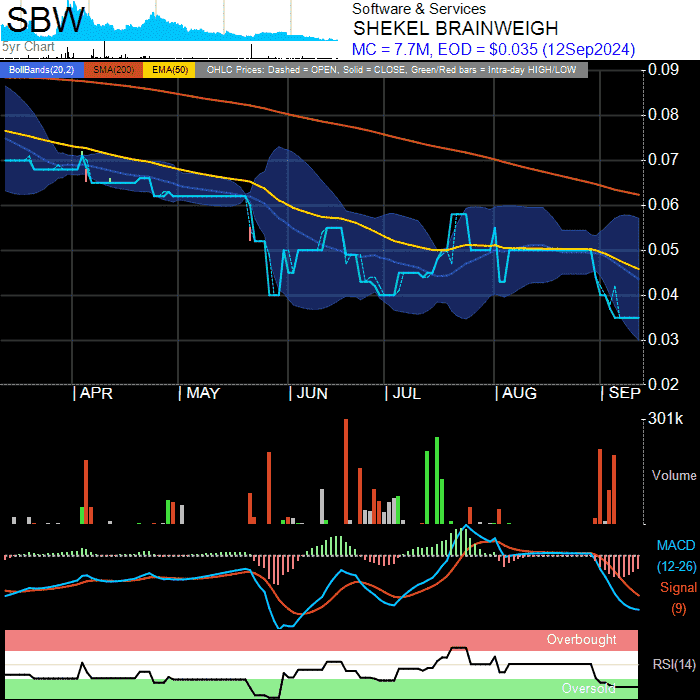 SBW
5yr Chart
Software & Services
SHEKEL BRAINWEIGH
MC = 7.7M, EOD = $0.035 (12Sep2024)
BollBands(20,2) SMA(200) EMA(50) OHLC Prices: Dashed = OPEN, Solid = CLOSE, Green/Red bars = Intra-day HIGH/LOW
0.09
0.08
0.07
0.06
0.05
0.04
0.03
0.02
APR MAY JUN JUL AUG SEP
301k
Volume
MACD
(12-26)
Signal
(9)
Overbought
RSI(14)
Oversold